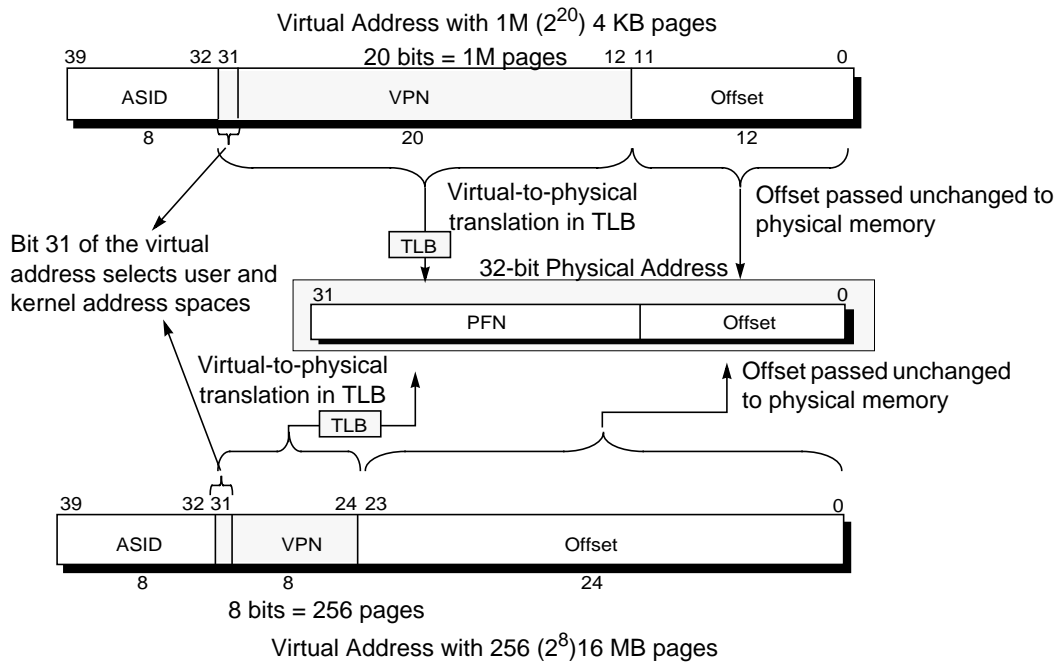 Virtual Address with 1M (2^20) 4 KB pages
39 32 31 20 bits = 1M pages 12 11 0
ASID VPN Offset
8 20 12
Virtual-to-physical
translation in TLB
Offset passed unchanged to
physical memory
TLB
Bit 31 of the virtual
address selects user and
kernel address spaces
32-bit Physical Address
31 0
PFN Offset
Virtual-to-physical
translation in TLB
TLB
Offset passed unchanged
to physical memory
39 32 31 24 23 0
ASID VPN Offset
8 8 24
8 bits = 256 pages
Virtual Address with 256 (2^8)16 MB pages